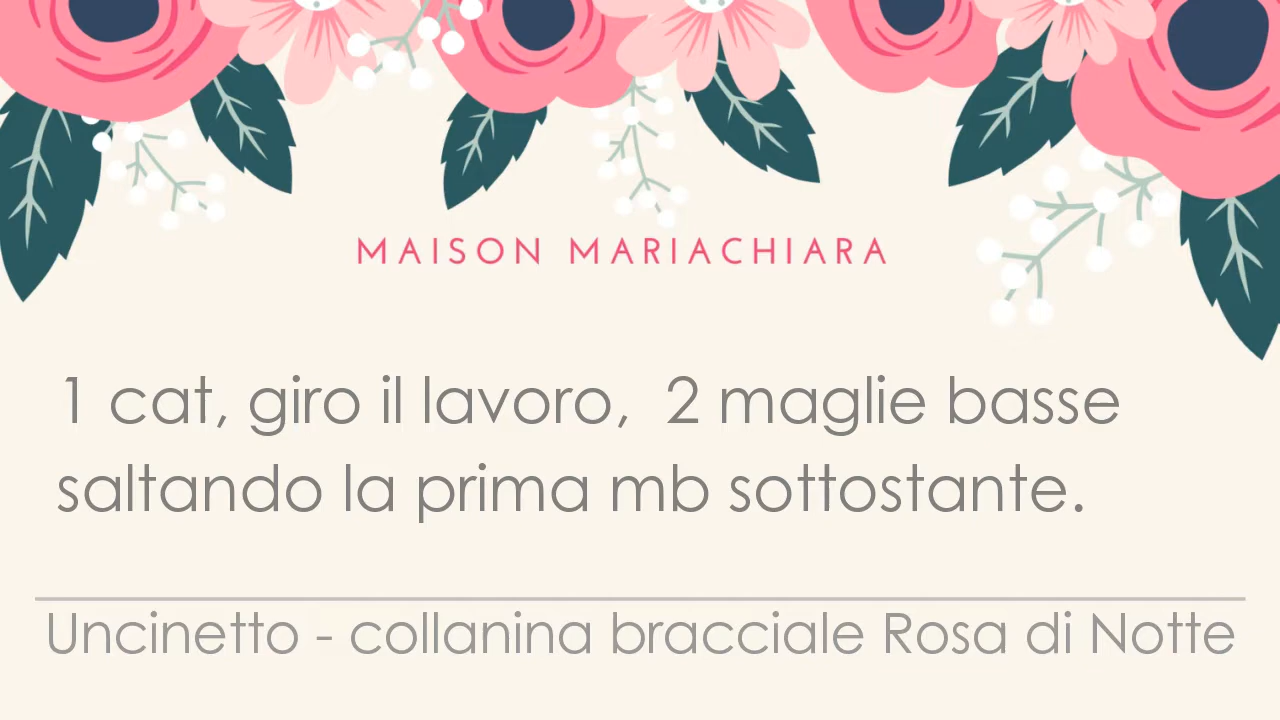 MAISON MARIACHIARA
1 cat, giro il lavoro, 2 maglie basse
saltando la prima mb sottostante.
Uncinetto - collanina bracciale Rosa di Notte